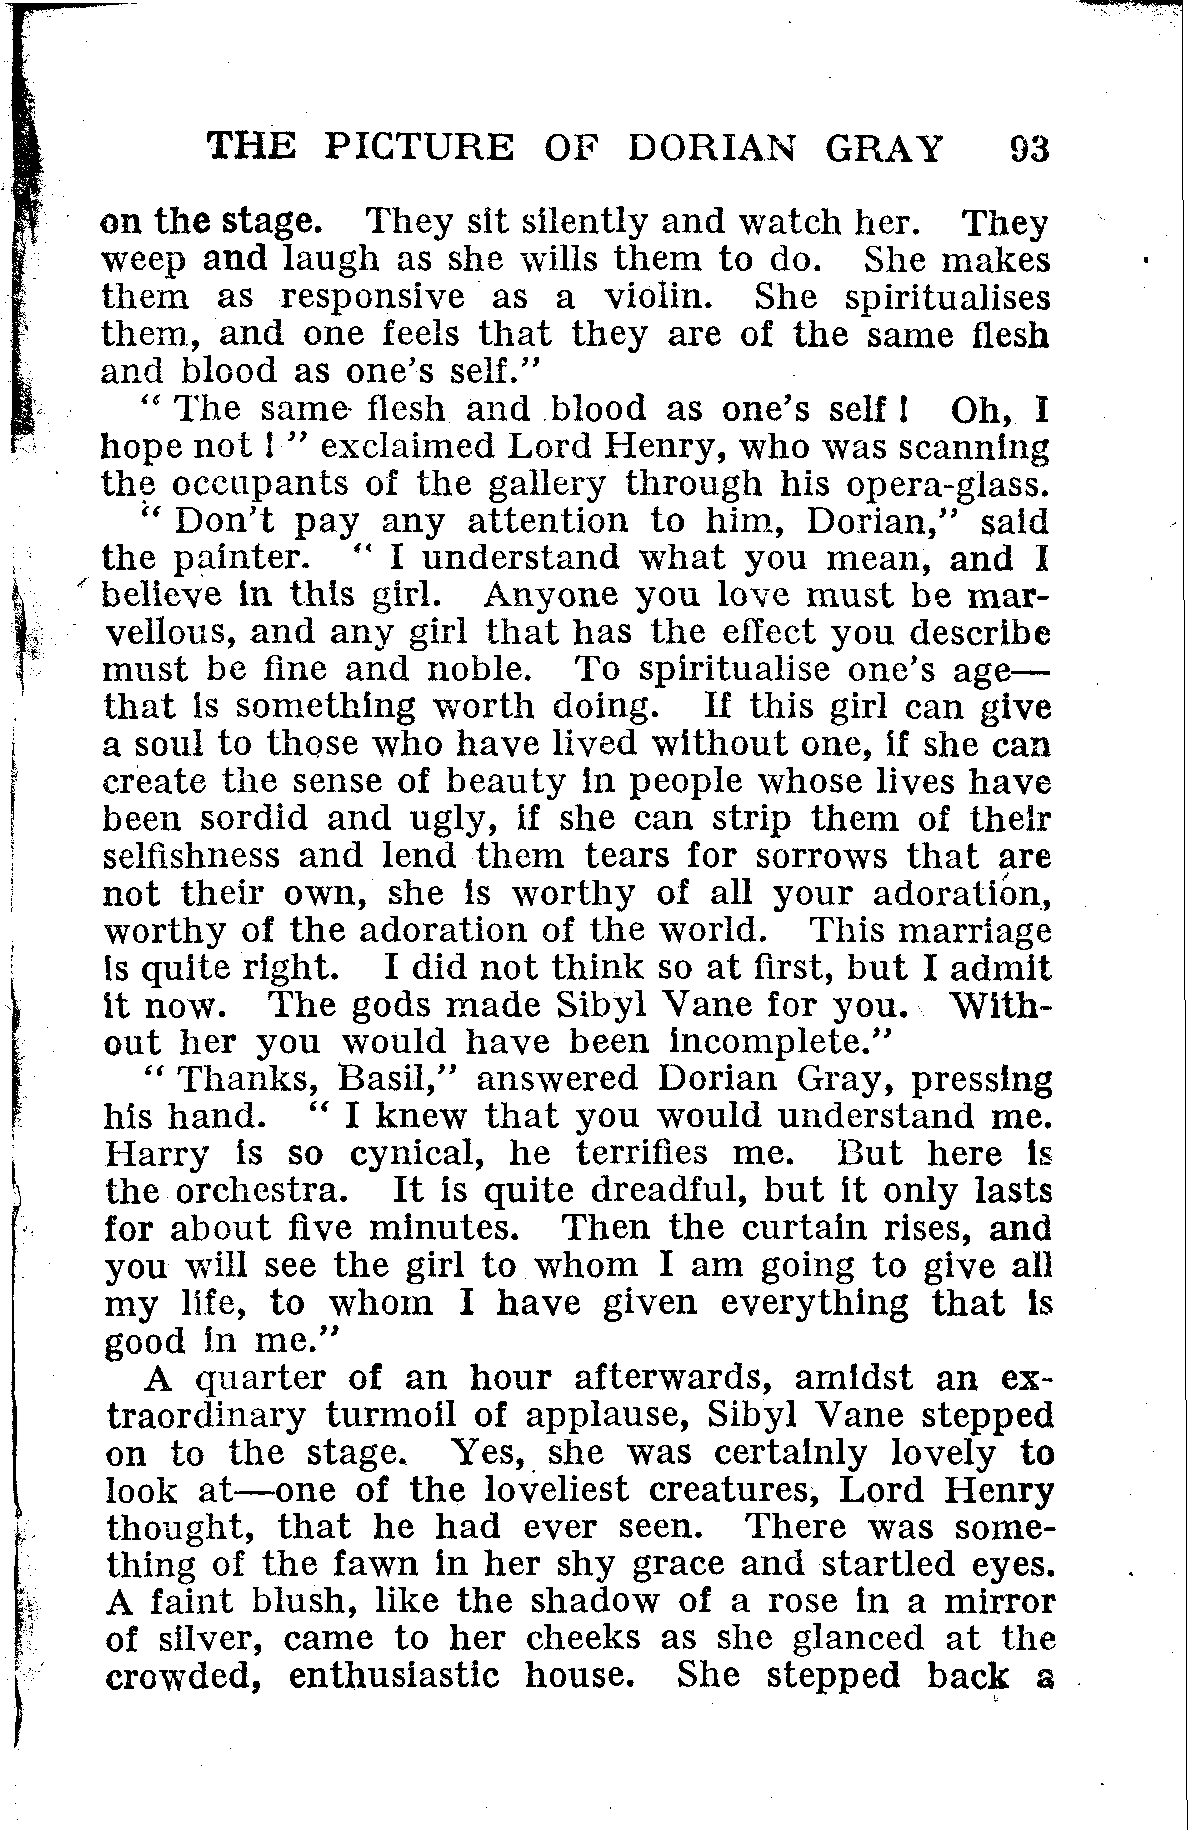 THE PICTURE OF DORIAN GRAY 93
on the stage. They sit silently and watch her. They
weep and laugh as she wills them to do. She makes
them as responsive as a violin. She spiritualises
them, and one feels that they are of the same flesh
and blood as one's self."
" The same flesh and blood as one's self ! Oh, I
hope not ! " exclaimed Lord Henry, who was scanning
the occupants of the gallery through his opera-glass.
" Don't pay any attention to him, Dorian," said
the painter. " I understand what you mean, and I
believe in this girl. Anyone you love must be mar-
vellous, and any girl that has the effect you describe
must be fine and noble. To spiritualise one's age—
that is something worth doing. If this girl can give
a soul to those who have lived without one, if she can
create the sense of beauty in people whose lives have
been sordid and ugly, if she can strip them of their
selfishness and lend them tears for sorrows that are
not their own, she is worthy of all your adoration,
worthy of the adoration of the world. This marriage
is quite right. I did not think so at first, but I admit
it now. The gods made Sibyl Vane for you. With-
out her you would have been incomplete."
" Thanks, Basil," answered Dorian Gray, pressing
his hand. " I knew that you would understand me.
Harry is so cynical, he terrifies me. But here is
the orchestra. It is quite dreadful, but it only lasts
for about five minutes. Then the curtain rises, and
you will see the girl to whom I am going to give all
my life, to whom I have given everything that is
good in me."
A quarter of an hour afterwards, amidst an ex-
traordinary turmoil of applause, Sibyl Vane stepped
on to the stage. Yes, she was certainly lovely to
look at—one of the loveliest creatures, Lord Henry
thought, that he had ever seen. There was some-
thing of the fawn in her shy grace and startled eyes.
A faint blush, like the shadow of a rose in a mirror
of silver, came to her cheeks as she glanced at the
crowded, enthusiastic house. She stepped back a